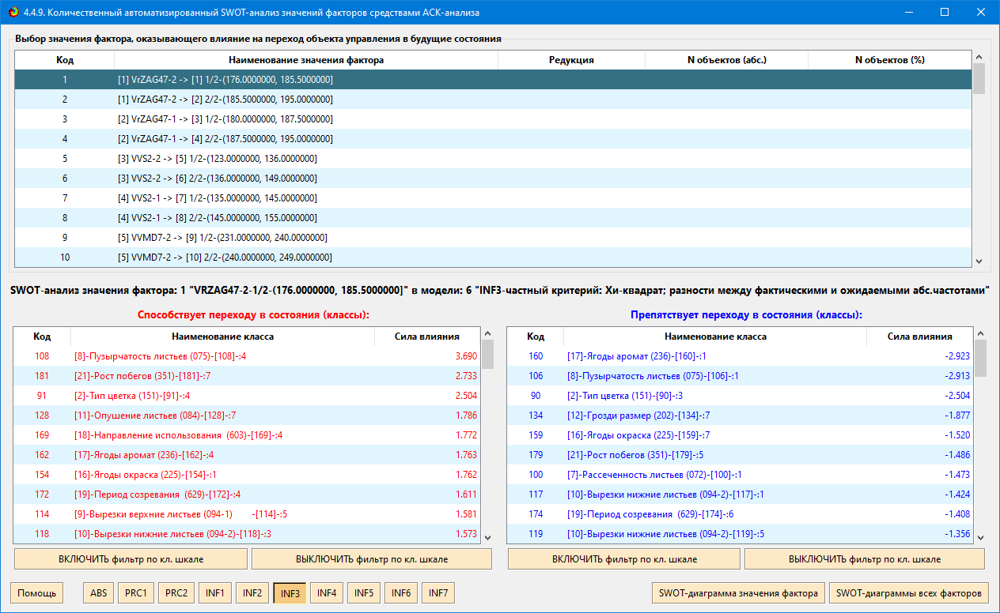 4.4.9. Количественный автоматизированный SWOT-анализ значений факторов средствами АСК-анализа
Выбор значения фактора, оказывающего влияние на переход объекта управления в будущие состояния
Код Наименование значения фактора Редукция N объектов (абс.) N объектов (%)
1 [1] VrZAG47-2 -> [1] 1/2-(176.0000000, 185.5000000]
2 [1] VrZAG47-2 -> [2] 2/2-(185.5000000, 195.0000000]
3 [2] VrZAG47-1 -> [3] 1/2-(180.0000000, 187.5000000]
4 [2] VrZAG47-1 -> [4] 2/2-(187.5000000, 195.0000000]
5 [3] VVS2-2 -> [5] 1/2-(123.0000000, 136.0000000]
6 [3] VVS2-2 -> [6] 2/2-(136.0000000, 149.0000000]
7 [4] VVS2-1 -> [7] 1/2-(135.0000000, 145.0000000]
8 [4] VVS2-1 -> [8] 2/2-(145.0000000, 155.0000000]
9 [5] VVMD7-2 -> [9] 1/2-(231.0000000, 240.0000000]
10 [5] VVMD7-2 -> [10] 2/2-(240.0000000, 249.0000000]
SWOT-анализ значения фактора: 1 "VRZAG47-2-1/2-(176.0000000, 185.5000000]" в модели: 6 "INF3-частный критерий: Хи-квадрат; разности между фактическими и ожидаемыми абс.частотами"
Способствует переходу в состояния (классы):
Код Наименование класса Сила влияния
108 [8]-Пузырчатость листьев (075)-[108]-:4 3.690
181 [21]-Рост побегов (351)-[181]-:7 2.733
91 [2]-Тип цветка (151)-[91]-:4 2.504
128 [11]-Опушение листьев (084)-[128]-:7 1.786
169 [18]-Направление использования (603)-[169]-:4 1.772
162 [17]-Ягоды аромат (236)-[162]-:4 1.763
154 [16]-Ягоды окраска (225)-[154]-:1 1.762
172 [19]-Период созревания (629)-[172]-:4 1.611
114 [9]-Вырезки верхние листьев (094-1) -[114]-:5 1.581
118 [10]-Вырезки нижние листьев (094-2)-[118]-:3 1.573
ВКЛЮЧИТЬ фильтр по кл. шкале ВЫКЛЮЧИТЬ фильтр по кл. шкале
Препятствует переходу в состояния (классы):
Код Наименование класса Сила влияния
160 [17]-Ягоды аромат (236)-[160]-:1 -2.923
106 [8]-Пузырчатость листьев (075)-[106]-:1 -2.913
90 [2]-Тип цветка (151)-[90]-:3 -2.504
134 [12]-Грозди размер (202)-[134]-:7 -1.877
159 [16]-Ягоды окраска (225)-[159]-:7 -1.520
179 [21]-Рост побегов (351)-[179]-:5 -1.486
100 [7]-Рассеченность листьев (072)-[100]-:1 -1.473
117 [10]-Вырезки нижние листьев (094-2)-[117]-:1 -1.424
174 [19]-Период созревания (629)-[174]-:6 -1.408
119 [10]-Вырезки нижние листьев (094-2)-[119]-:5 -1.356
ВКЛЮЧИТЬ фильтр по кл. шкале ВЫКЛЮЧИТЬ фильтр по кл. шкале
Помощь ABS PRC1 PRC2 INF1 INF2 INF3 INF4 INF5 INF6 INF7 SWOT-диаграмма значения фактора SWOT-диаграммы всех факторов